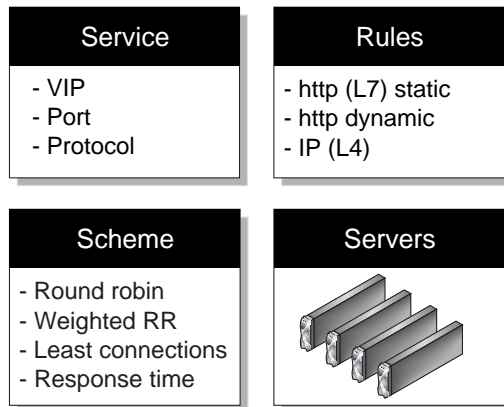 Service
- VIP
- Port
- Protocol
Rules
- http (L7) static
- http dynamic
- IP (L4)
Scheme
- Round robin
- Weighted RR
- Least connections
- Response time
Servers